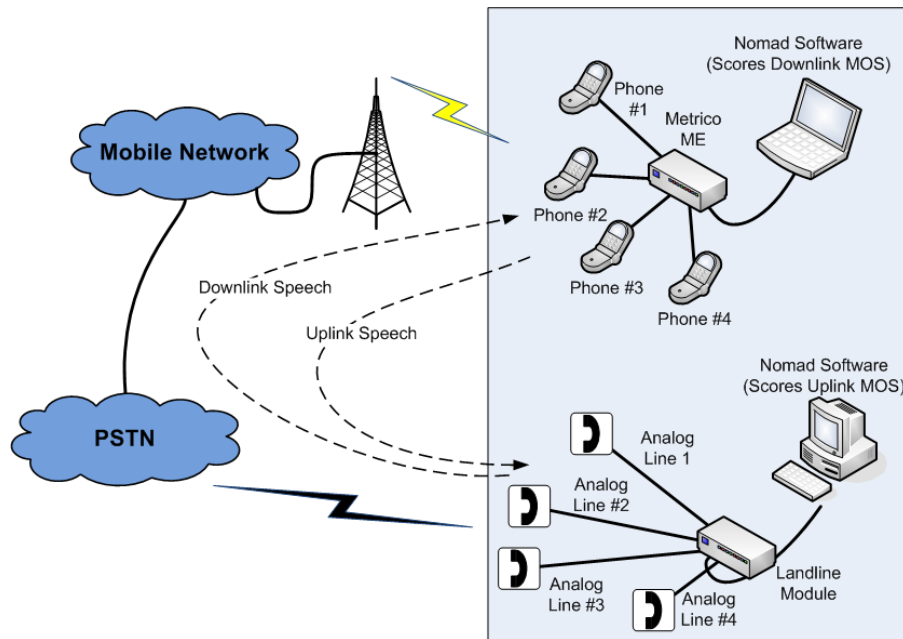 Nomad Software
(Scores Downlink MOS)
Phone
#1
Metrico
ME
Mobile Network
Phone #2
Downlink Speech
Phone #3
Phone #4
Uplink Speech
Nomad Software
(Scores Uplink MOS)
PSTN
Analog
Line 1
Analog
Line #2
Analog
Line #3
Analog
Line #4
Landline
Module